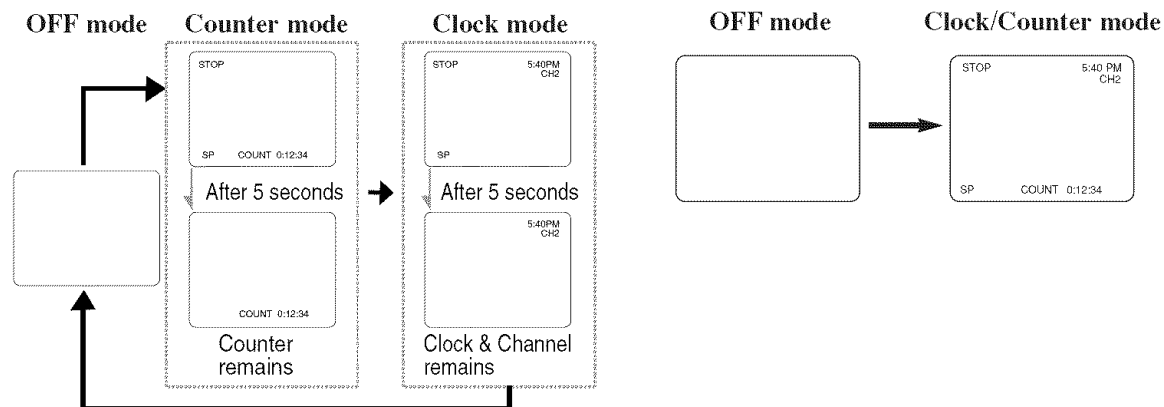 OFF mode
Counter mode
Clock mode
STOP
SP COUNT 0:12:34
After 5 seconds
COUNT 0:12:34
Counter
remains
STOP 5:40PM
CH2
SP
After 5 seconds
5:40PM
CH2
Clock & Channel
remains
OFF mode
Clock/Counter mode
STOP 5:40 PM
CH2
SP COUNT 0:12:34